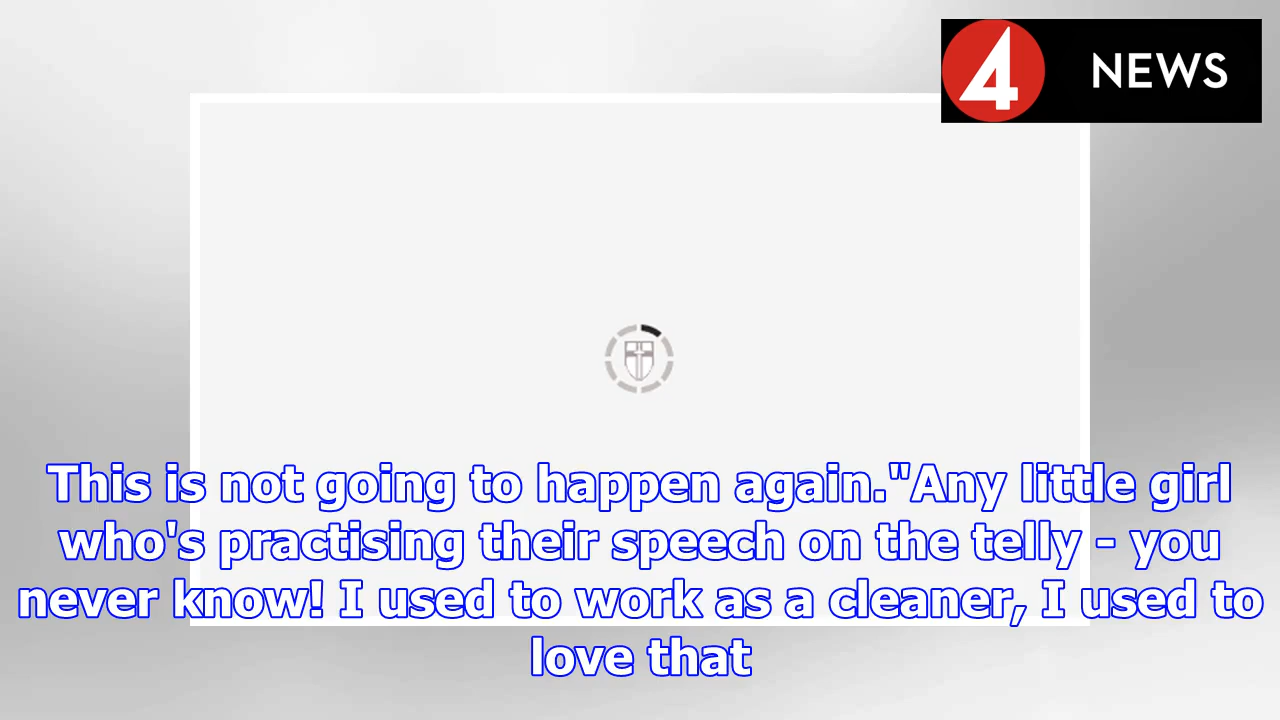 4 NEWS
This is not going to happen again."Any little girl
who's practising their speech on the telly - you
never know! I used to work as a cleaner, I used to
love that